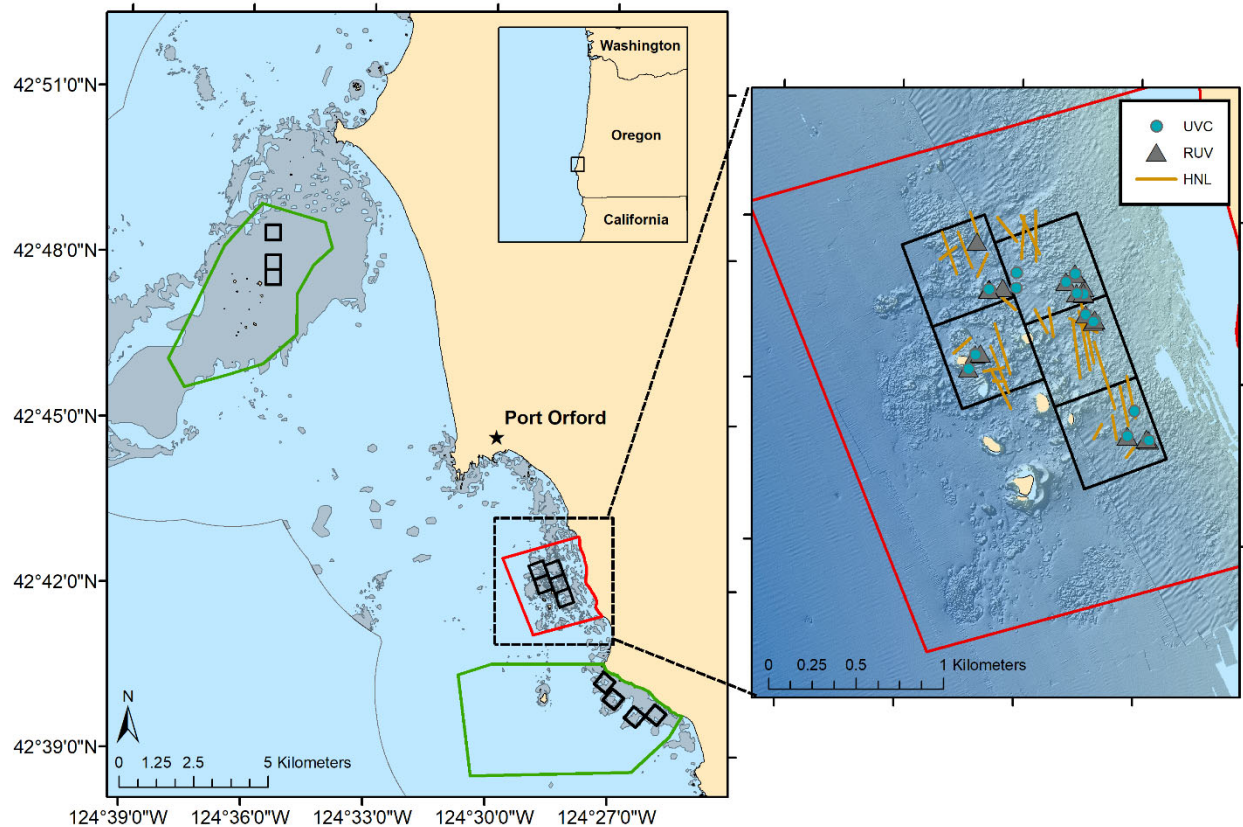 Washington
Oregon
California
42°51'0"N
42°48'0"N
42°45'0"N
42°42'0"N
42°39'0"N
Port Orford
N
0 1.25 2.5 5 Kilometers
124°39'0"W 124°36'0"W 124°33'0"W 124°30'0"W 124°27'0"W
UVC
RUV
HNL
0 0.25 0.5 1 Kilometers